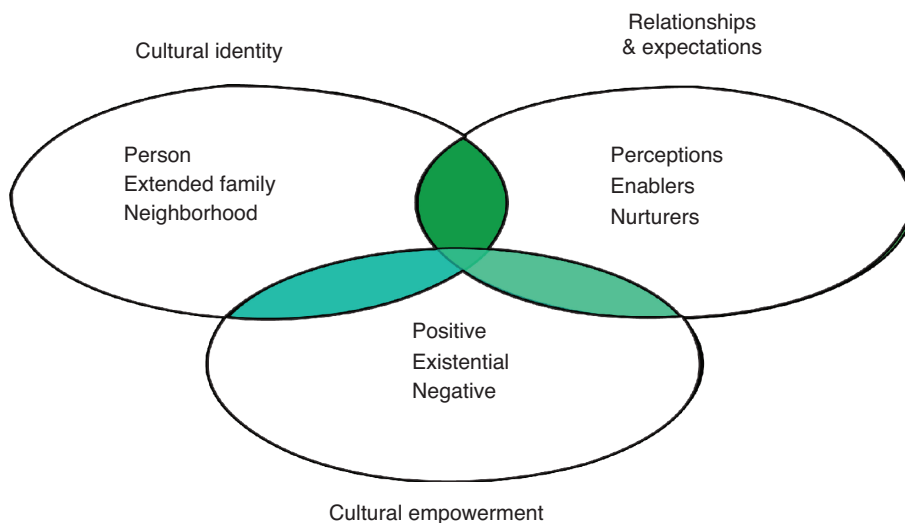 Cultural identity
Relationships
& expectations
Person
Extended family
Neighborhood
Perceptions
Enablers
Nurturers
Positive
Existential
Negative
Cultural empowerment